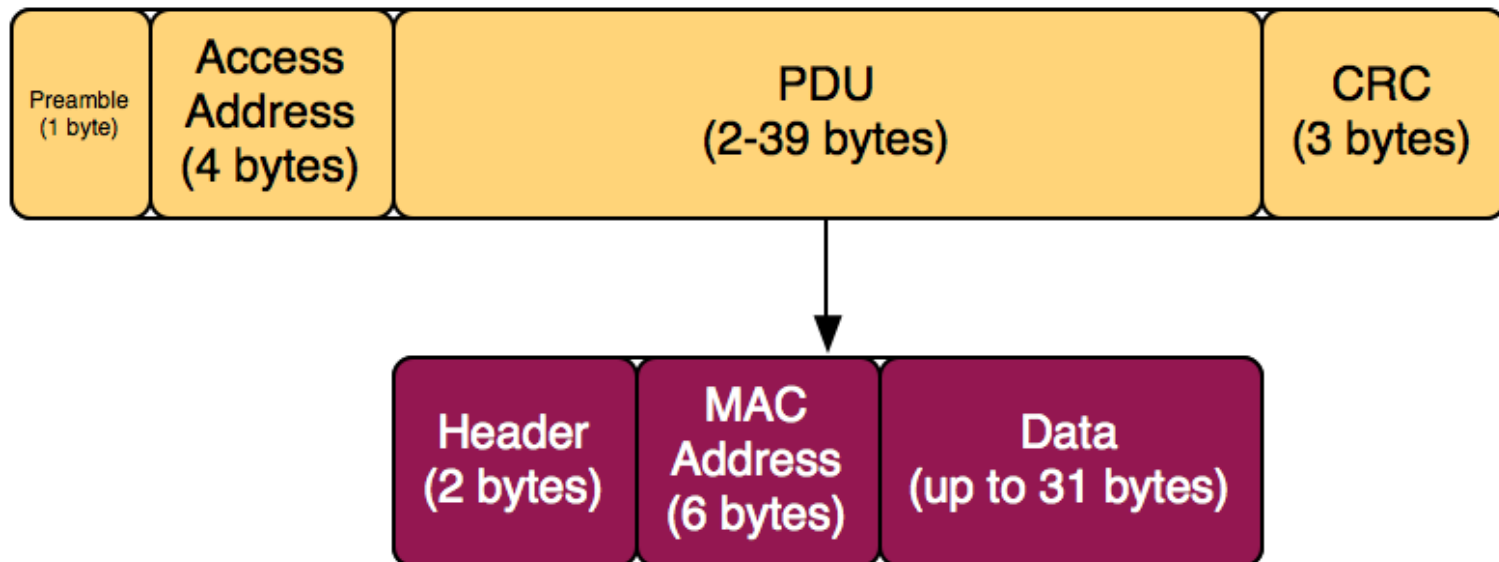 Preamble
(1 byte)
Access
Address
(4 bytes)
PDU
(2-39 bytes)
CRC
(3 bytes)
Header
(2 bytes)
MAC
Address
(6 bytes)
Data
(up to 31 bytes)